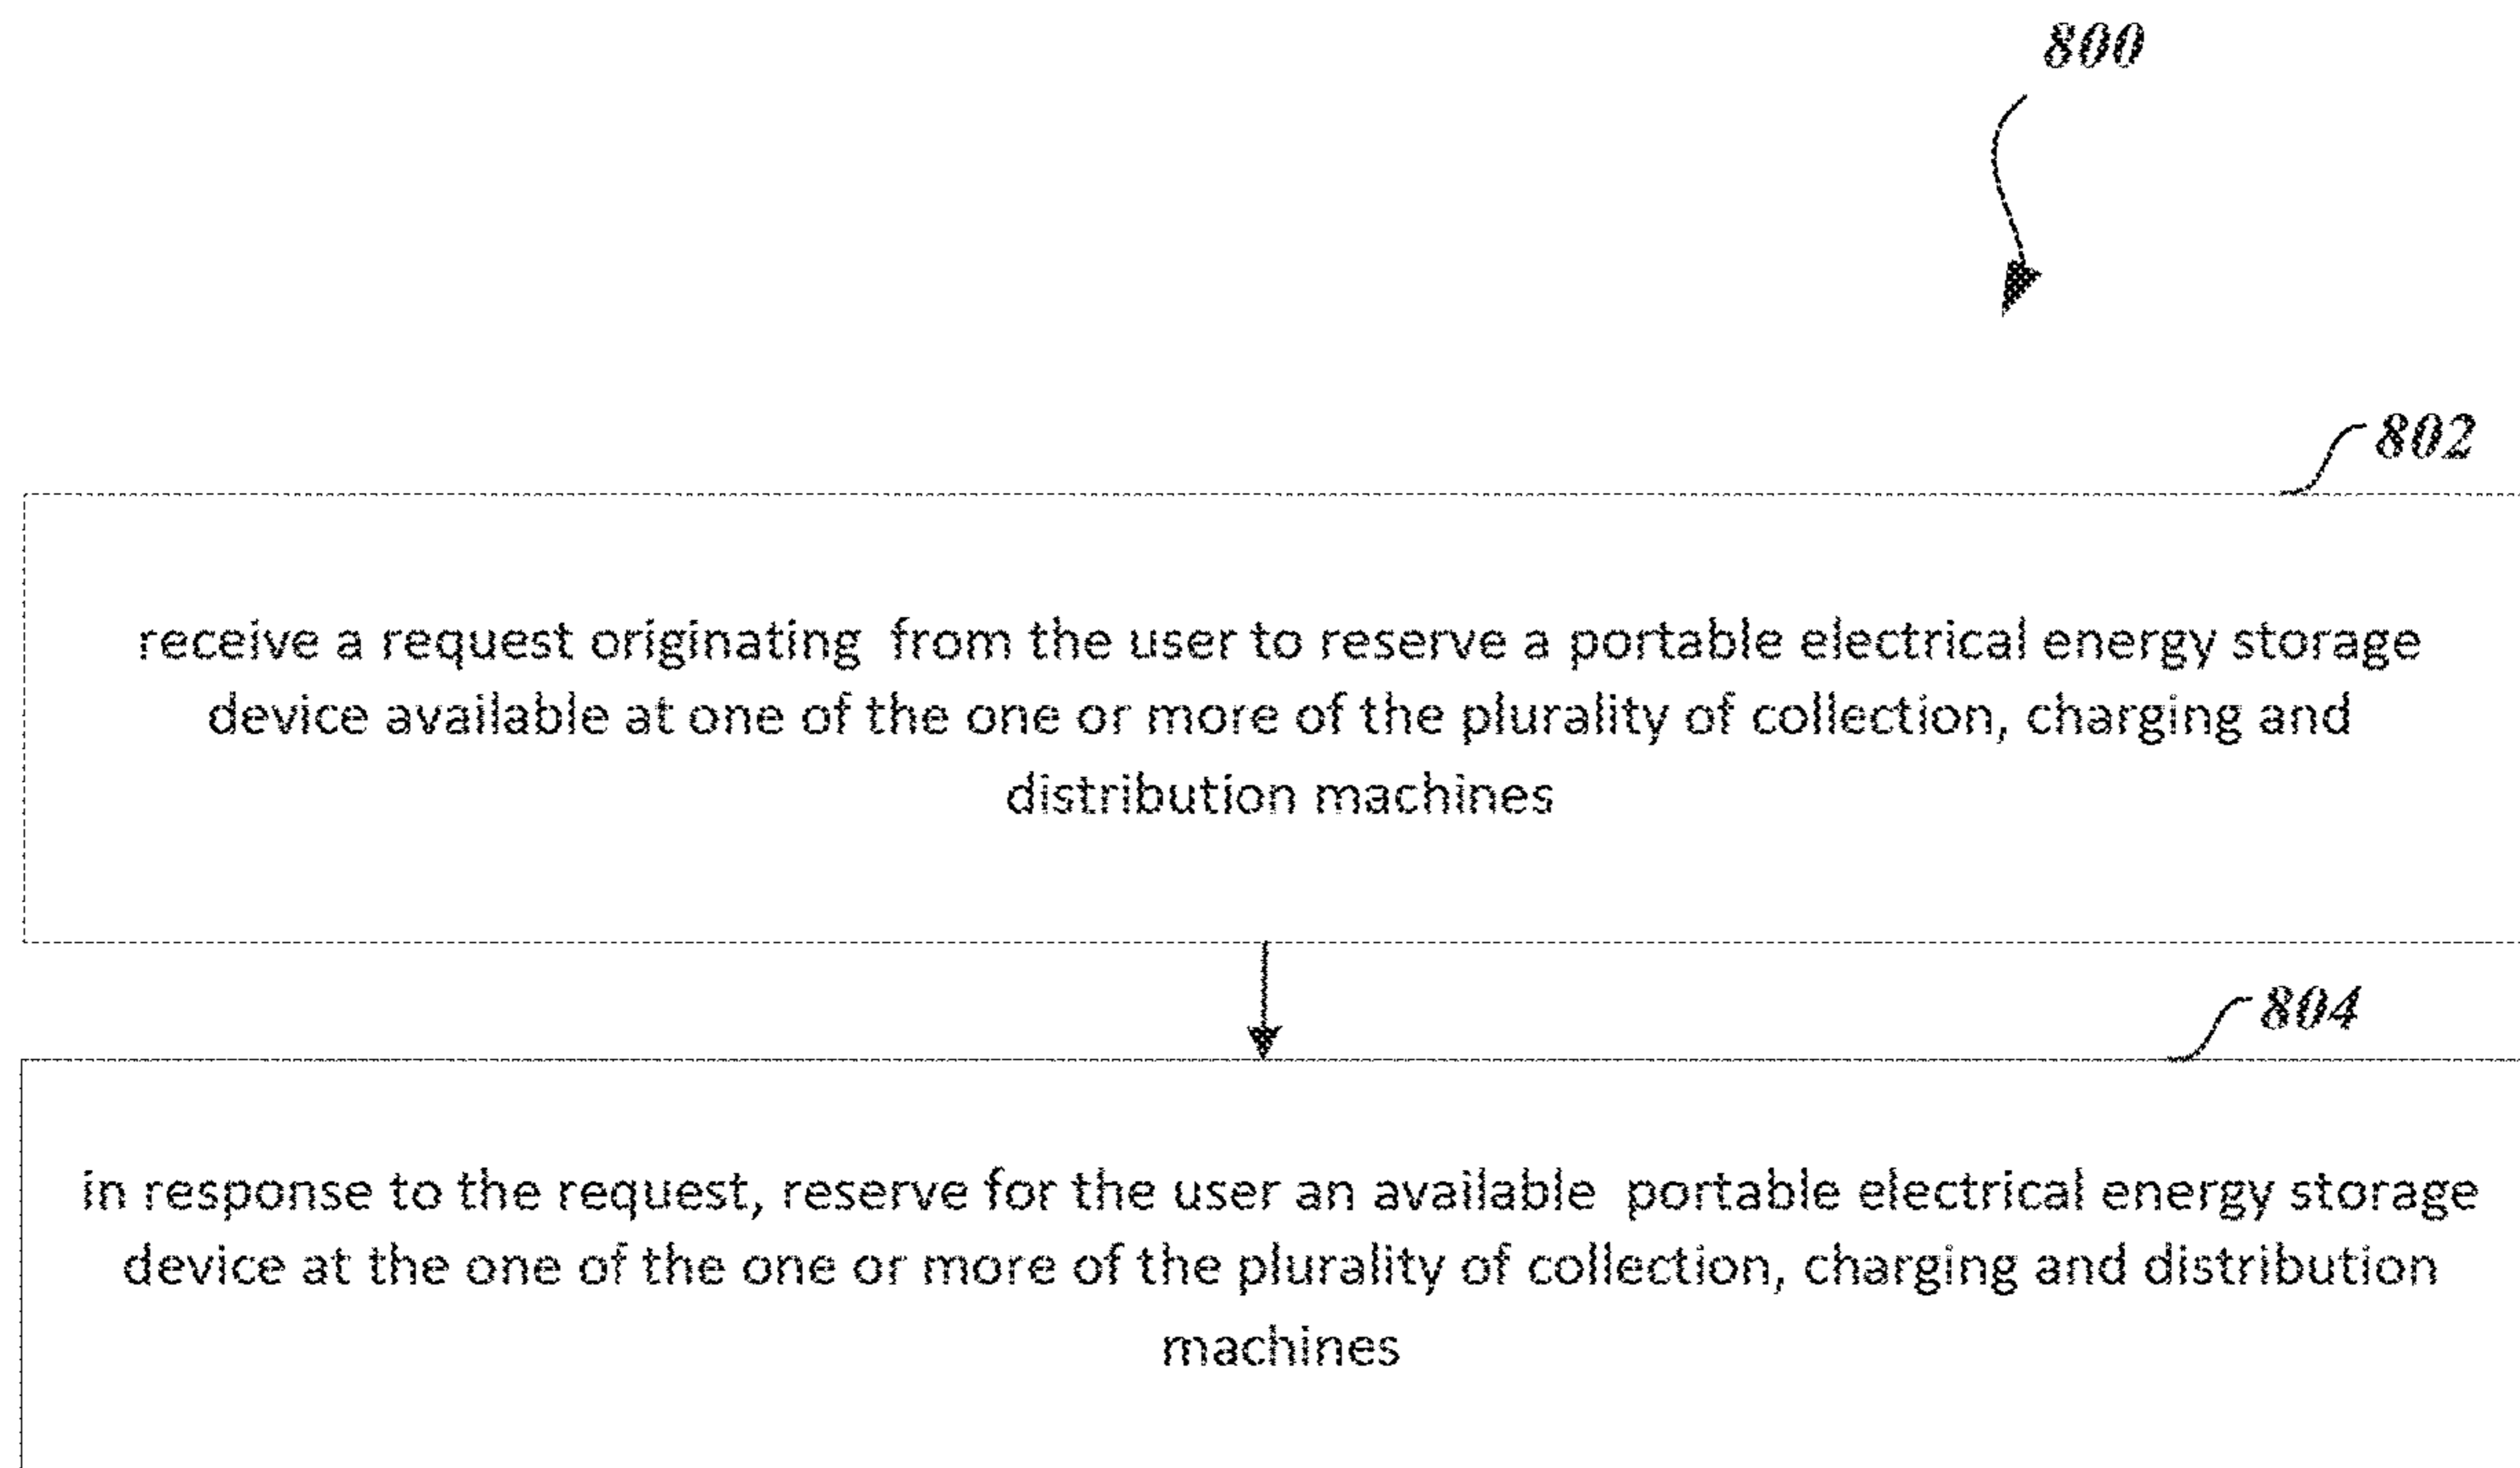 800
802
receive a request originating from the user to reserve a portable electrical energy storage
device available at one of the one or more of the plurality of collection, charging and
distribution machines
804
in response to the request, reserve for the user an available portable electrical energy storage
device at the one of the one or more of the plurality of collection, charging and distribution
machines